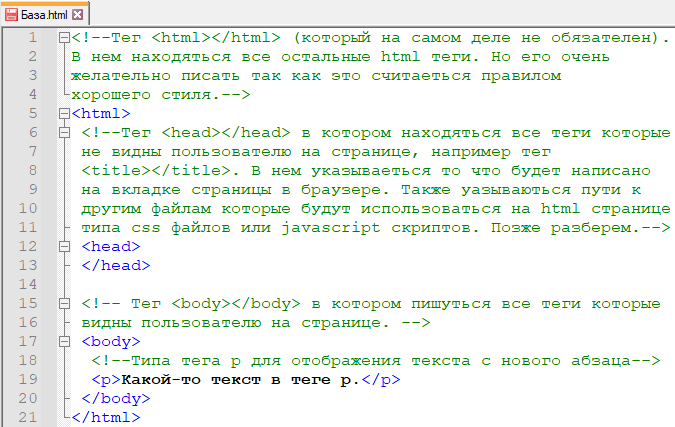 База.html
1 <!--Тег <html></html> (который на самом деле не обязателен).
2 В нем находяться все остальные html теги. Но его очень
3 желательно писать так как это считаеться правилом
4 хорошего стиля.-->
5 <html>
6 <!--Тег <head></head> в котором находяться все теги которые
7 не видны пользователю на странице, например тег
8 <title></title>. В нем указываеться то что будет написано
9 на вкладке страницы в браузере. Также уазываються пути к
10 другим файлам которые будут использоваться на html странице
11 типа css файлов или javascript скриптов. Позже разберем.-->
12 <head>
13 </head>
14
15 <!-- Тег <body></body> в котором пишуться все теги которые
16 видны пользователю на странице. -->
17 <body>
18 <!--Типа тега p для отображения текста с нового абзаца-->
19 <p>Какой-то текст в теге p.</p>
20 </body>
21 </html>